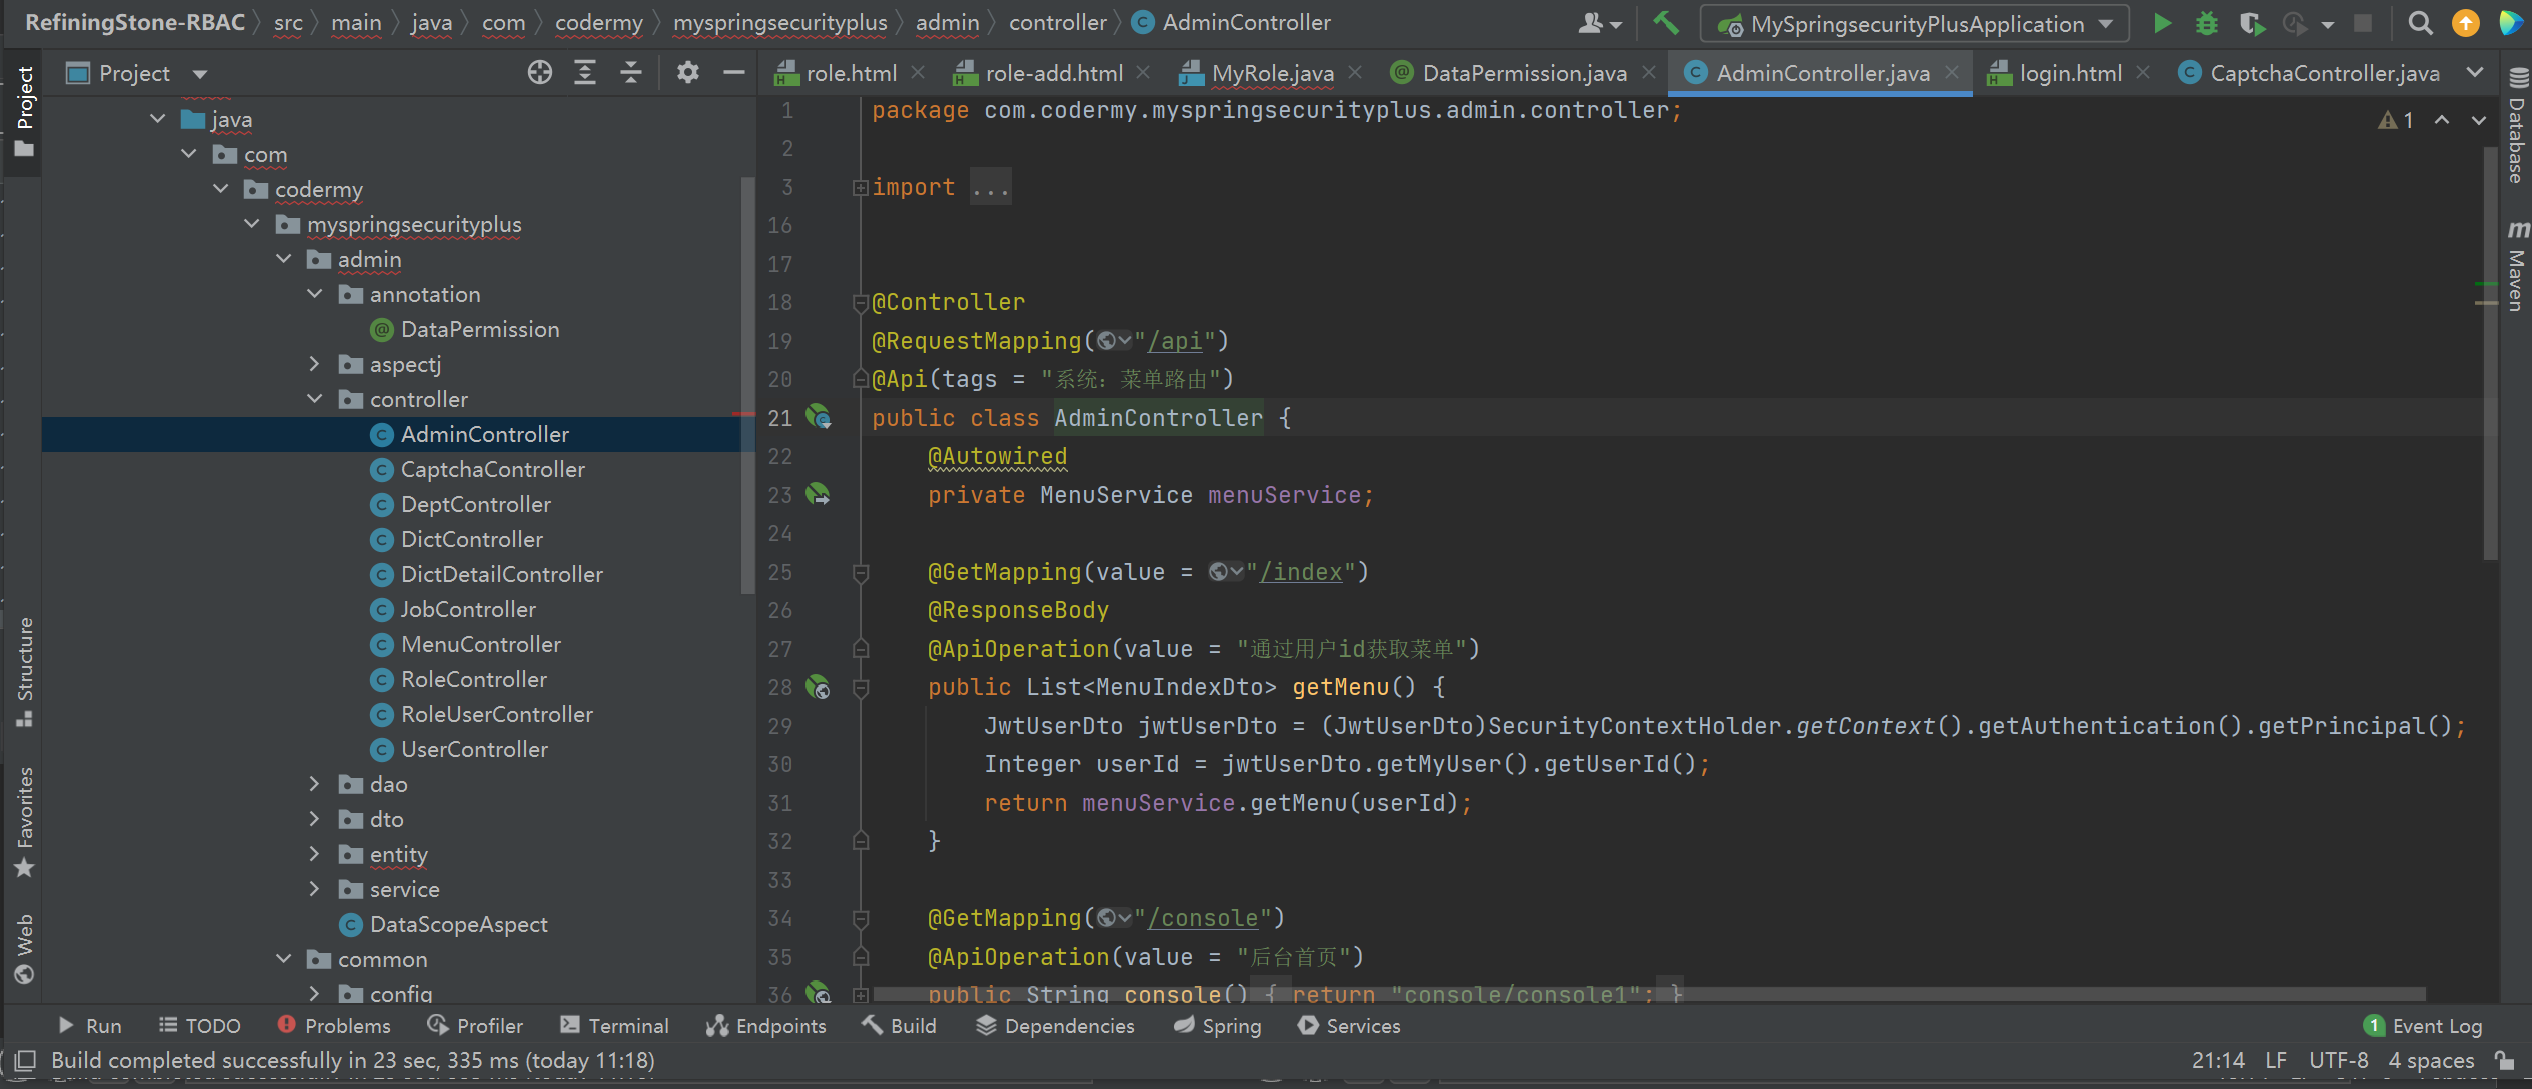 RefiningStone-RBAC src main java com codermy myspringsecurityplus admin controller AdminController MySpringsecurityPlusApplication
Project role.html role-add.html MyRole.java DataPermission.java AdminController.java login.html CaptchaController.java
Project
Structure
Favorites
Web
java
com
codermy
myspringsecurityplus
admin
annotation
DataPermission
aspectj
controller
AdminController
CaptchaController
DeptController
DictController
DictDetailController
JobController
MenuController
RoleController
RoleUserController
UserController
dao
dto
entity
service
DataScopeAspect
common
config
1 package com.codermy.myspringsecurityplus.admin.controller;
2
3 import ...
16
17
18 @Controller
19 @RequestMapping("/api")
20 @Api(tags = "系统：菜单路由")
21 public class AdminController {
22 @Autowired
23 private MenuService menuService;
24
25 @GetMapping(value = "/index")
26 @ResponseBody
27 @ApiOperation(value = "通过用户id获取菜单")
28 public List<MenuIndexDto> getMenu() {
29 JwtUserDto jwtUserDto = (JwtUserDto)SecurityContextHolder.getContext().getAuthentication().getPrincipal();
30 Integer userId = jwtUserDto.getMyUser().getUserId();
31 return menuService.getMenu(userId);
32 }
33
34 @GetMapping("/console")
35 @ApiOperation(value = "后台首页")
36 public String console() { return "console/console1"; }
1
Database
m Maven
Run TODO Problems Profiler Terminal Endpoints Build Dependencies Spring Services 1 Event Log
Build completed successfully in 23 sec, 335 ms (today 11:18) 21:14 LF UTF-8 4 spaces